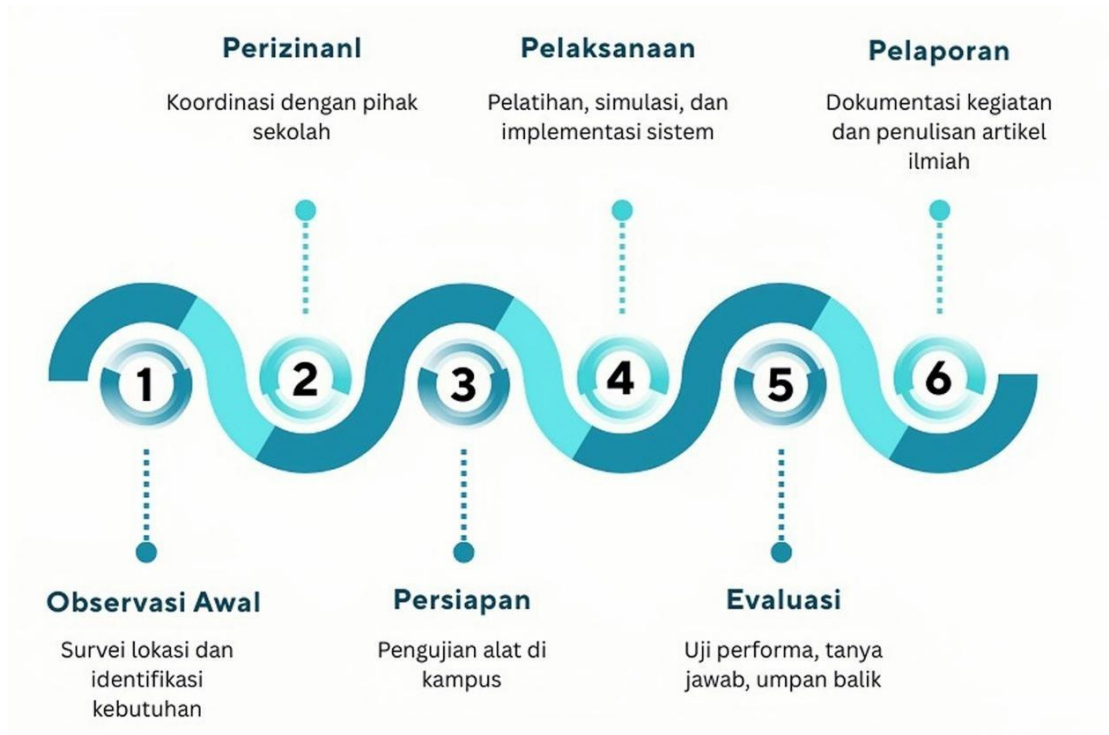 Perizinanl
Koordinasi dengan pihak
sekolah
Pelaksanaan
Pelatihan, simulasi, dan
implementasi sistem
Pelaporan
Dokumentasi kegiatan
dan penulisan artikel
ilmiah
1
2
3
4
5
6
Observasi Awal
Survei lokasi dan
identifikasi
kebutuhan
Persiapan
Pengujian alat di
kampus
Evaluasi
Uji performa, tanya
jawab, umpan balik